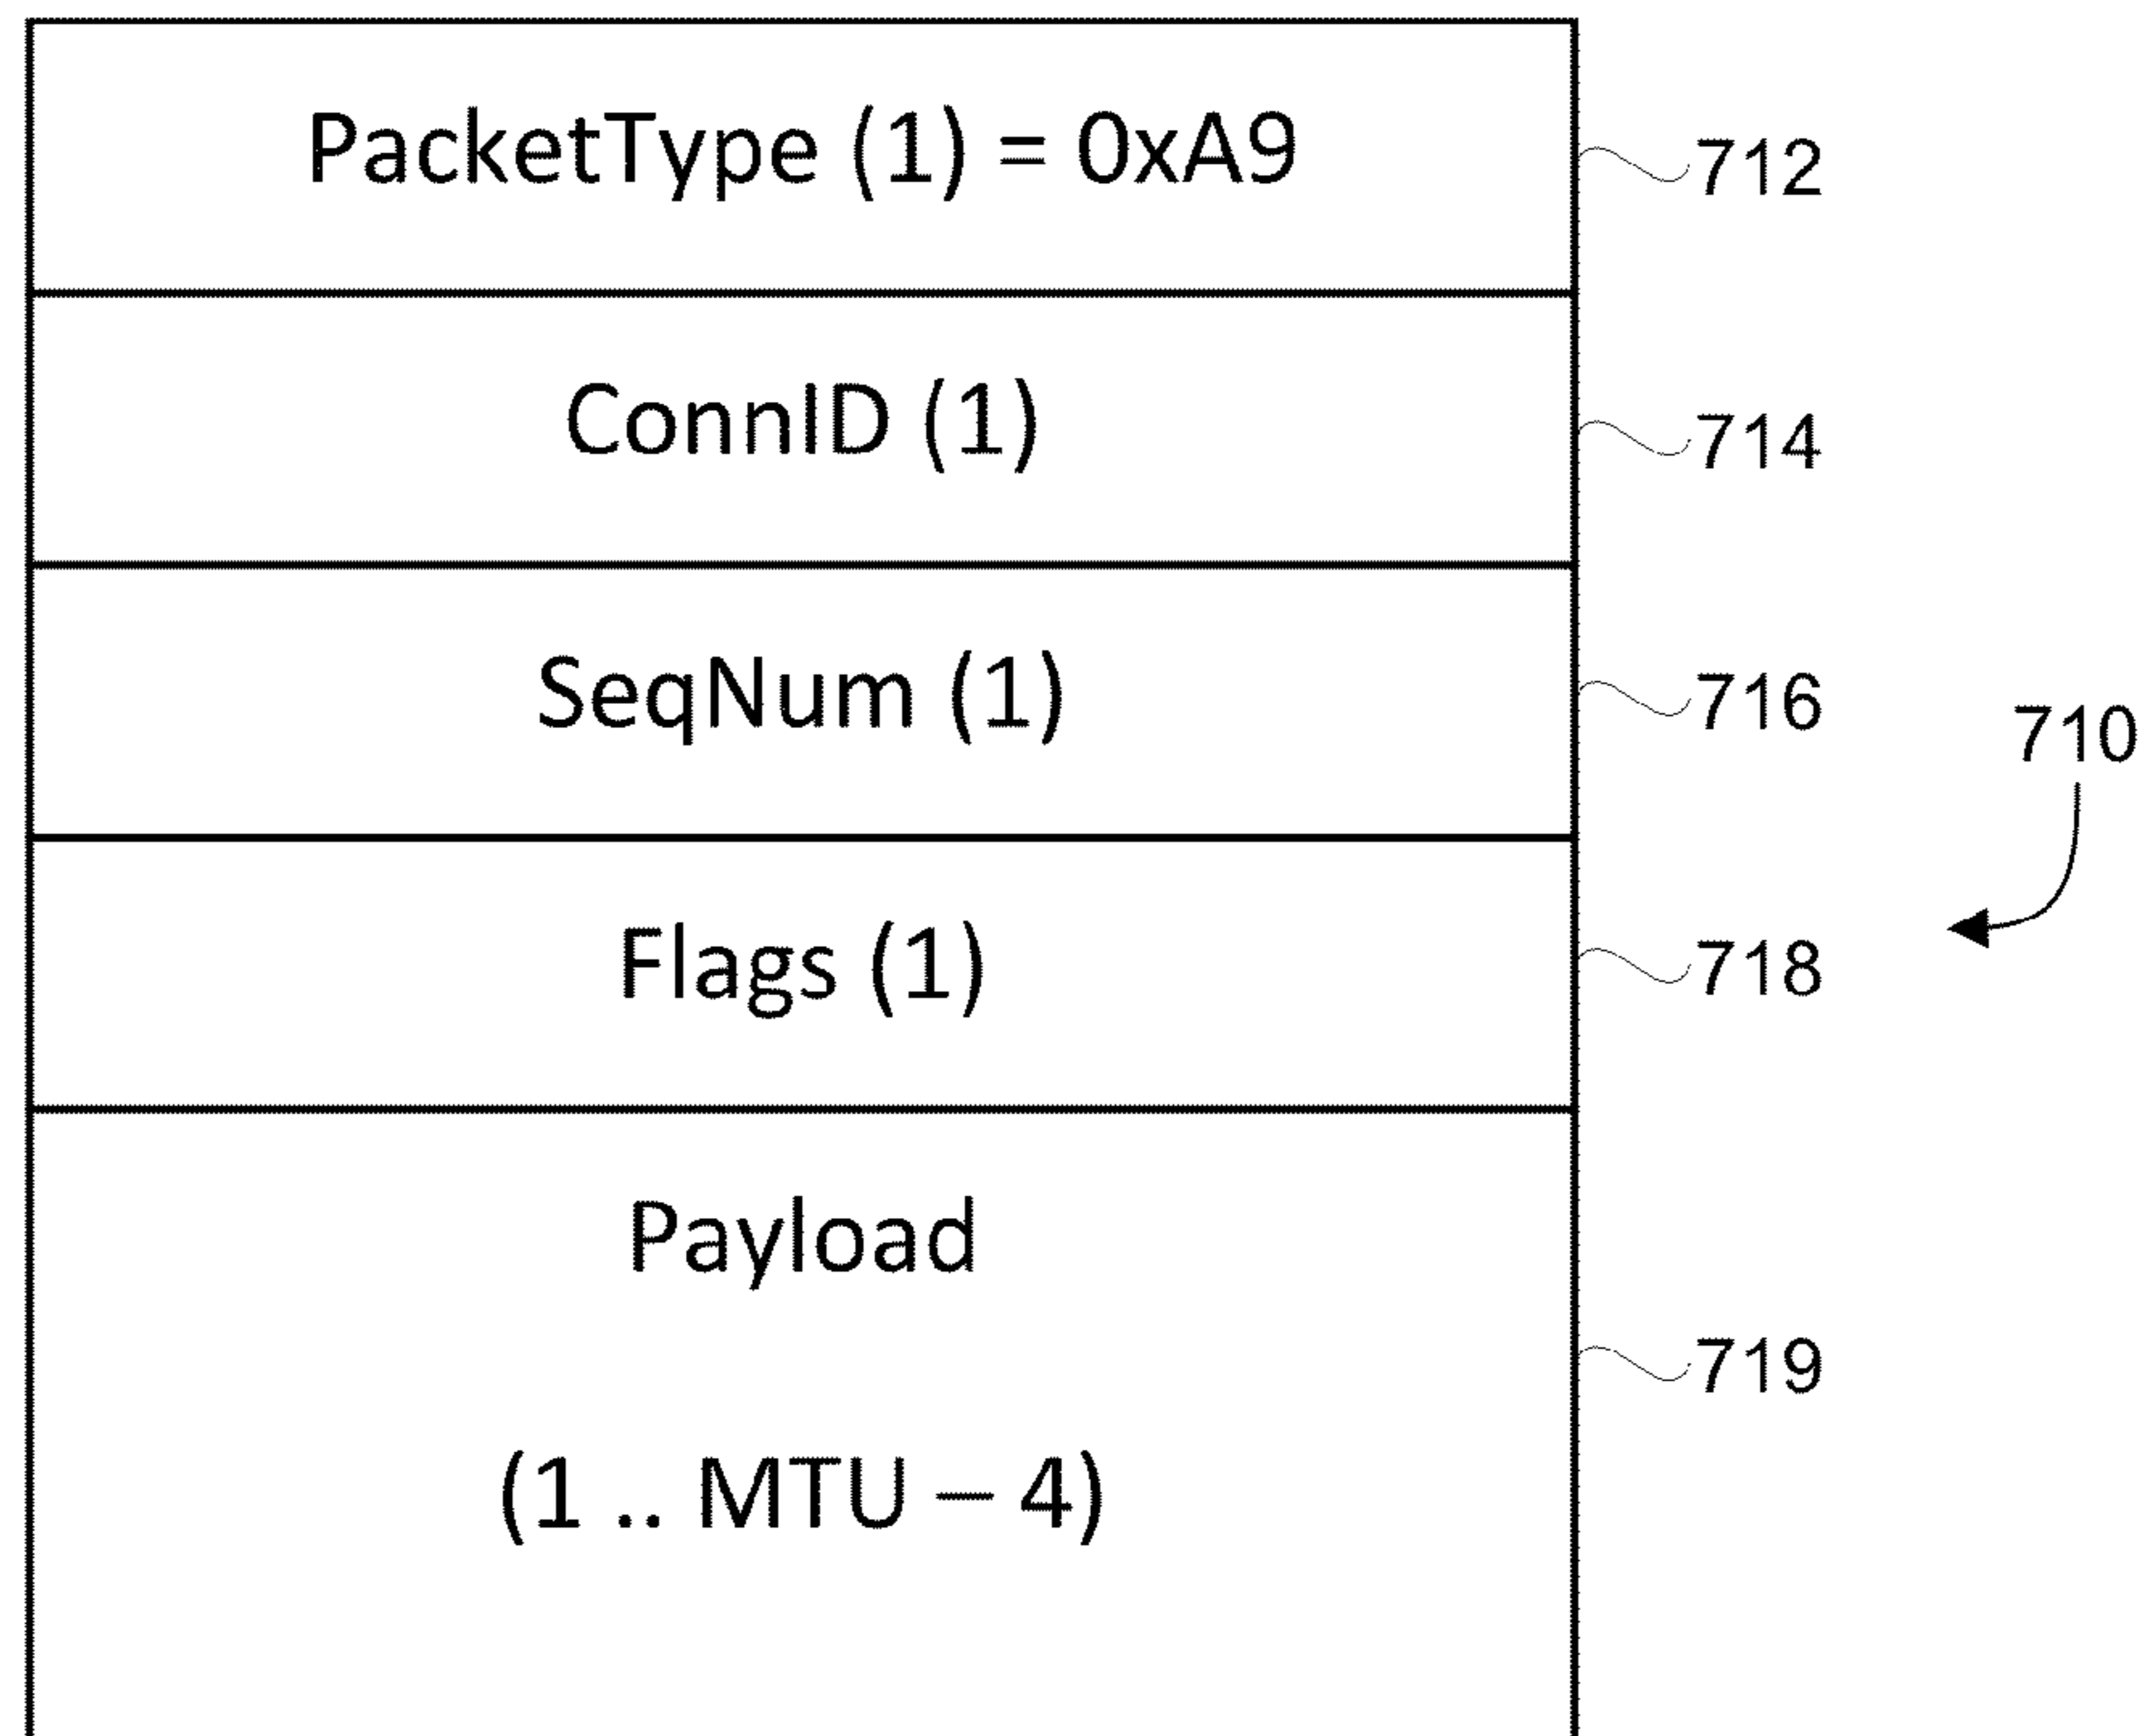 PacketType (1) = 0xA9
712
ConnID (1)
714
SeqNum (1)
716
710
Flags (1)
718
Payload
719
(1 .. MTU – 4)